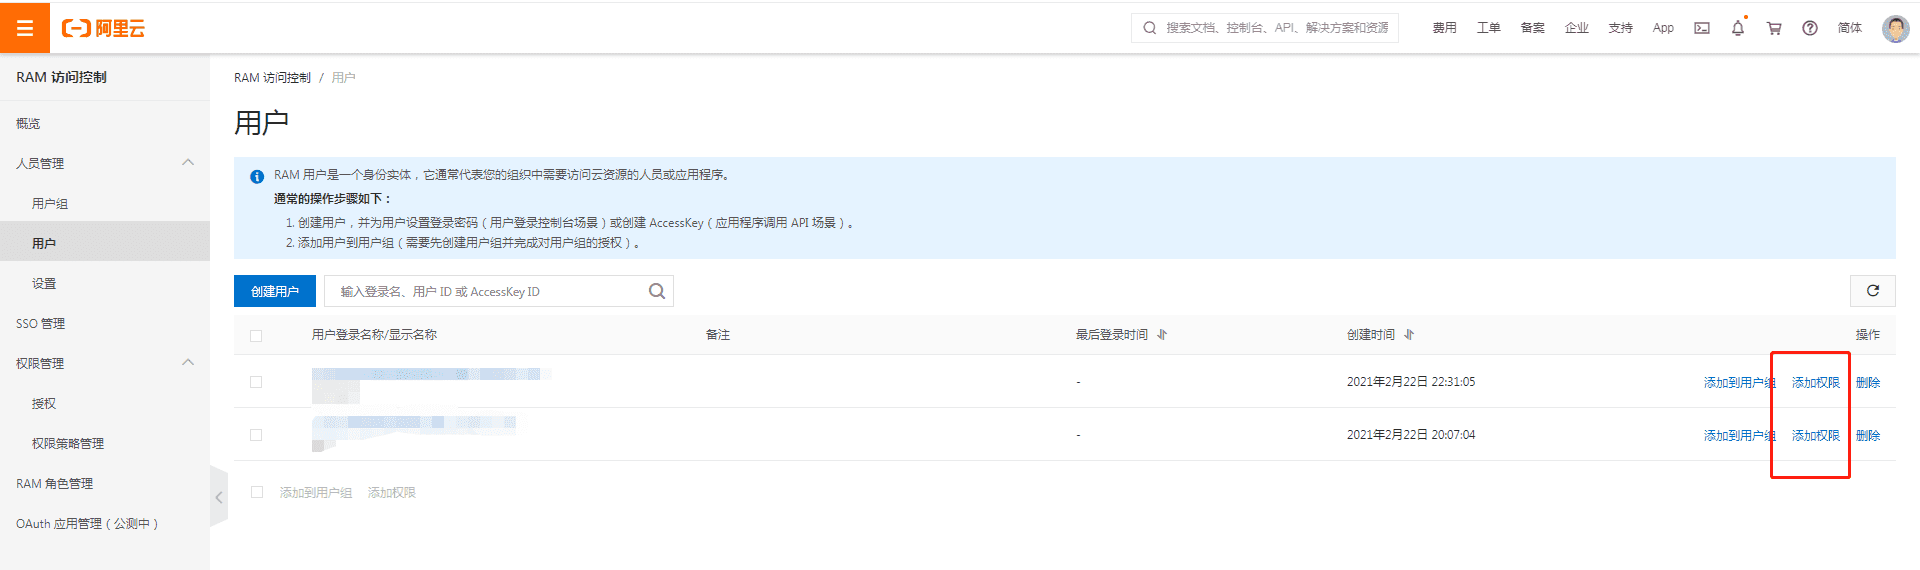 阿里云
搜索文档、控制台、API、解决方案和资源
费用 工单 备案 企业 支持 App 简体
RAM 访问控制
概览
人员管理
用户组
用户
设置
SSO 管理
权限管理
授权
权限策略管理
RAM 角色管理
OAuth 应用管理（公测中）
RAM 访问控制 / 用户
用户
RAM 用户是一个身份实体，它通常代表您的组织中需要访问云资源的人员或应用程序。
通常的操作步骤如下：
1. 创建用户，并为用户设置登录密码（用户登录控制台场景）或创建 AccessKey（应用程序调用 API 场景）。
2. 添加用户到用户组（需要先创建用户组并完成对用户组的授权）。
创建用户 输入登录名、用户 ID 或 AccessKey ID
用户登录名称/显示名称 备注 最后登录时间 创建时间 操作
- 2021年2月22日 22:31:05 添加到用户组 添加权限 删除
- 2021年2月22日 20:07:04 添加到用户组 添加权限 删除
添加到用户组 添加权限